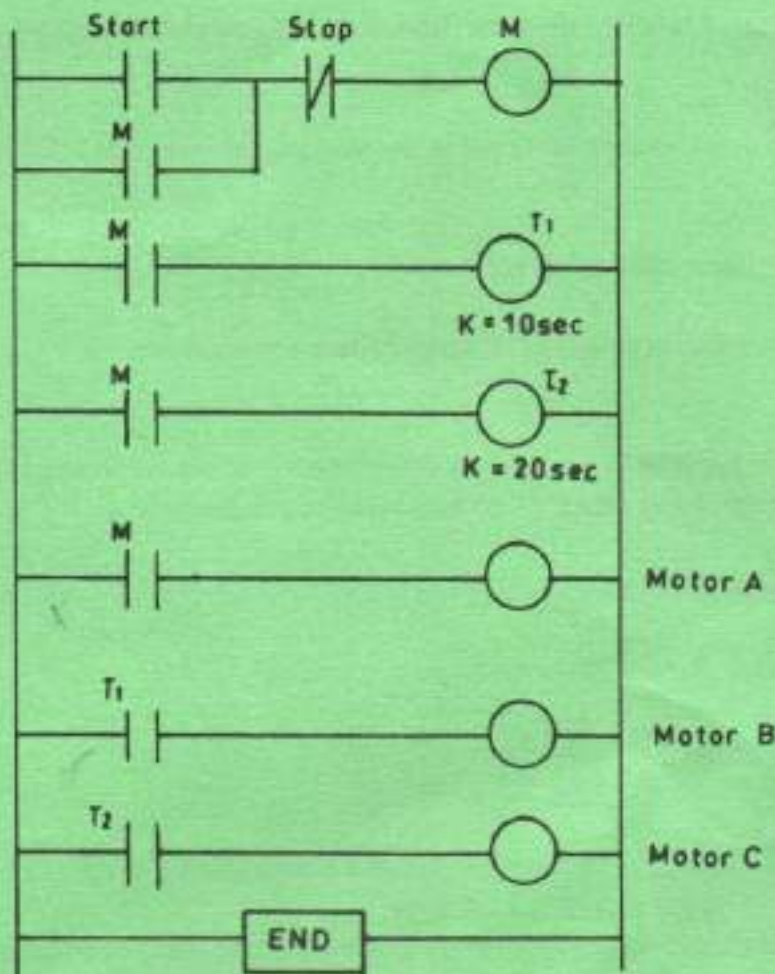 Start Stop M
M
M T1
K = 10sec
M T2
K = 20sec
M
Motor A
T1
Motor B
T2
Motor C
END